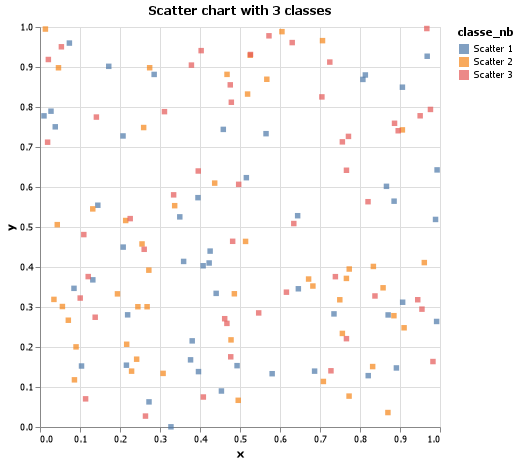 Scatter chart with 3 classes
classe_nb
Scatter 1
Scatter 2
Scatter 3
1.0
0.9
0.8
0.7
0.6
0.5
0.4
0.3
0.2
0.1
0.0
y
0.0 0.1 0.2 0.3 0.4 0.5 0.6 0.7 0.8 0.9 1.0
x